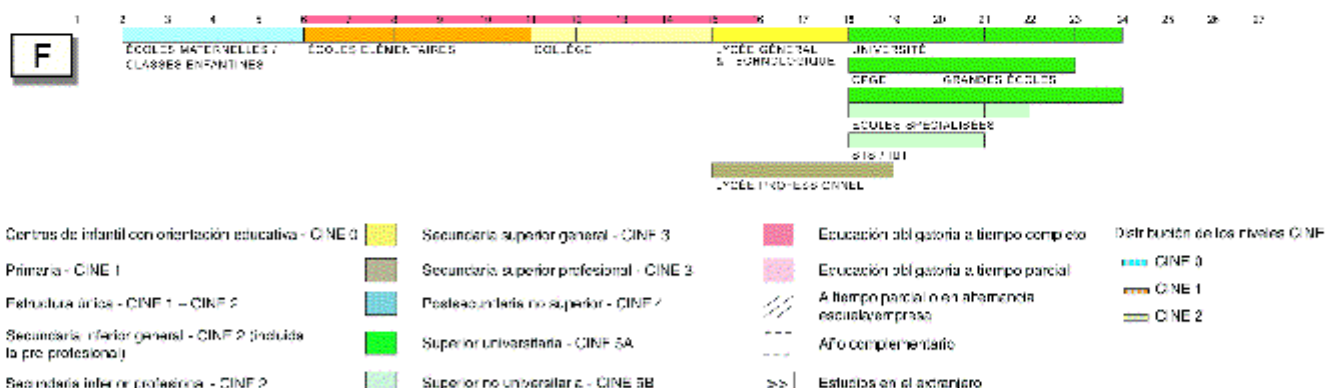 1 2 3 4 5 6 7 8 9 10 11 12 13 14 15 16 17 18 19 20 21 22 23 24 25 26 27
F
ÉCOLES MATERNELLES / ÉCOLES ÉLÉMENTAIRES COLLÈGE LYCÉE GÉNÉRAL UNIVERSITÉ
CLASSES ENFANTINES & TECHNOLOGIQUE
CPGE GRANDES ÉCOLES
ÉCOLES SPÉCIALISÉES
STS / IUT
LYCÉE PROFESSIONNEL
Centros de infantil con orientación educativa - CINE 0
Secundaria superior general - CINE 3
Educación obligatoria a tiempo completo
Distribución de los niveles CINE
Primaria - CINE 1
Secundaria superior profesional - CINE 3
Educación obligatoria a tiempo parcial
CINE 0
Estructura única - CINE 1 – CINE 2
Postsecundaria no superior - CINE 4
A tiempo parcial o en alternancia
escuela/empresa
CINE 1
Secundaria inferior general - CINE 2 (incluida
la pre-profesional)
Superior universitaria - CINE 5A
Año complementario
CINE 2
Secundaria inferior profesional - CINE 2
Superior no universitaria - CINE 5B
>> Estudios en el extranjero